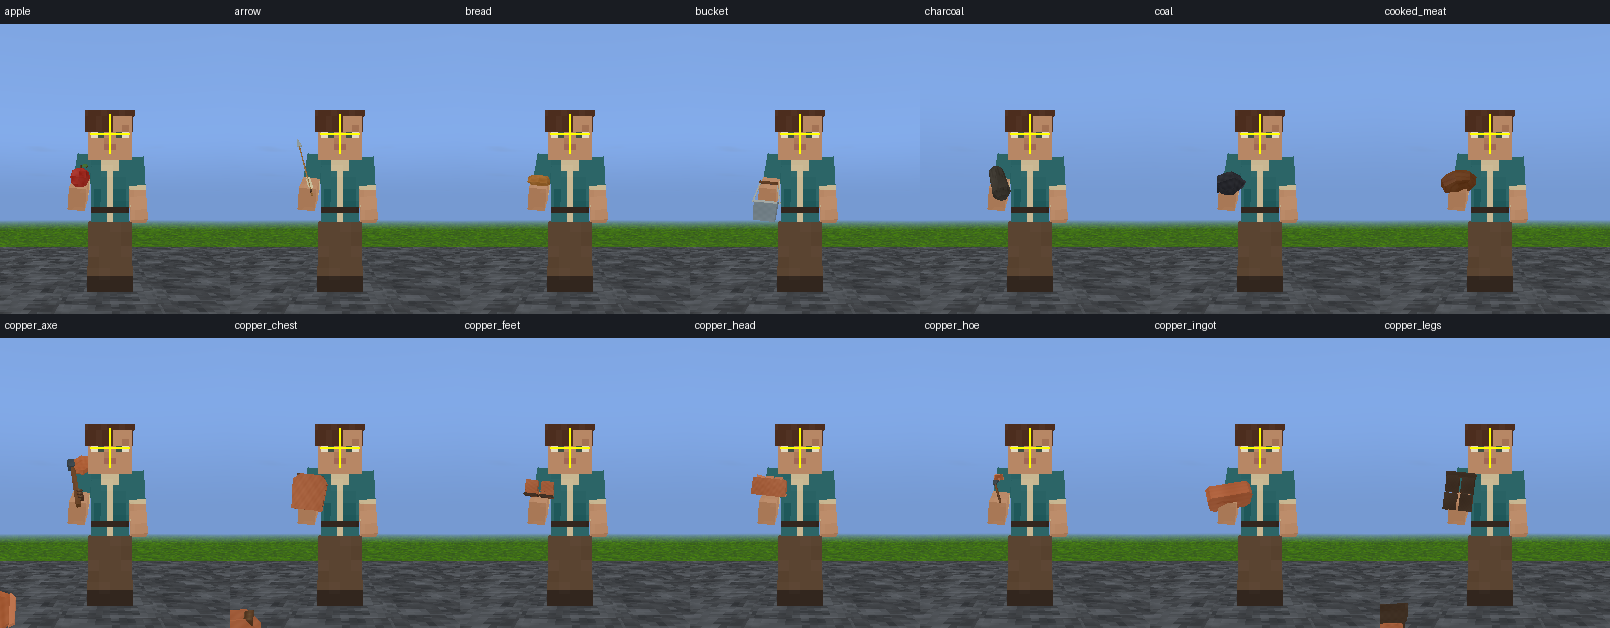 apple
arrow
bread
bucket
charcoal
coal
cooked_meat
copper_axe
copper_chest
copper_feet
copper_head
copper_hoe
copper_ingot
copper_legs